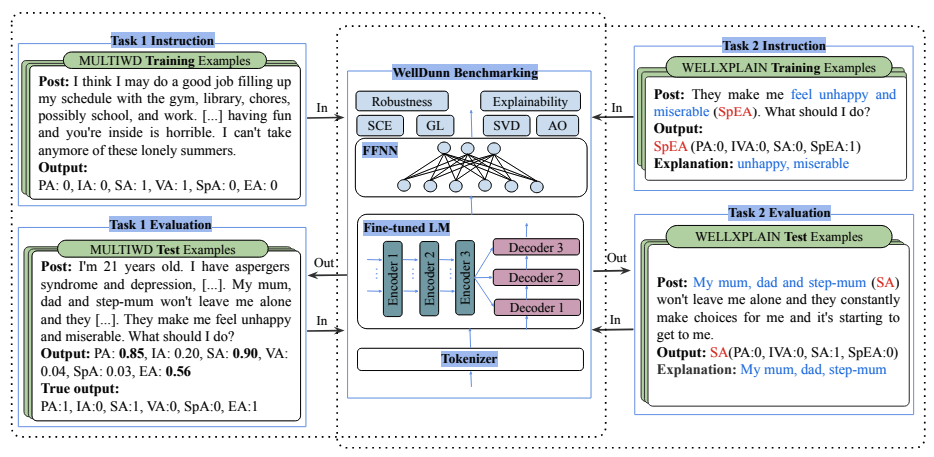 Task 1 Instruction
MULTIWD Training Examples
Post: I think I may do a good job filling up
my schedule with the gym, library, chores,
possibly school, and work. [...] having fun
and you're inside is horrible. I can't take
anymore of these lonely summers.
Output:
PA: 0, IA: 0, SA: 1, VA: 1, SpA: 0, EA: 0
Task 1 Evaluation
MULTIWD Test Examples
Post: I'm 21 years old. I have aspergers
syndrome and depression, [...]. My mum,
dad and step-mum won't leave me alone
and they [...]. They make me feel unhappy
and miserable. What should I do?
Output: PA: 0.85, IA: 0.20, SA: 0.90, VA:
0.04, SpA: 0.03, EA: 0.56
True output:
PA:1, IA:0, SA:1, VA:0, SpA:0, EA:1
In
Out
In
WellDunn Benchmarking
Robustness
Explainability
SCE
GL
SVD
AO
FFNN
Fine-tuned LM
Encoder 1
Encoder 2
Encoder 3
Decoder 3
Decoder 2
Decoder 1
Tokenizer
In
Out
In
Task 2 Instruction
WELLXPLAIN Training Examples
Post: They make me feel unhappy and
miserable (SpEA). What should I do?
Output:
SpEA (PA:0, IVA:0, SA:0, SpEA:1)
Explanation: unhappy, miserable
Task 2 Evaluation
WELLXPLAIN Test Examples
Post: My mum, dad and step-mum (SA)
won't leave me alone and they constantly
make choices for me and it's starting to
get to me.
Output: SA(PA:0, IVA:0, SA:1, SpEA:0)
Explanation: My mum, dad, step-mum